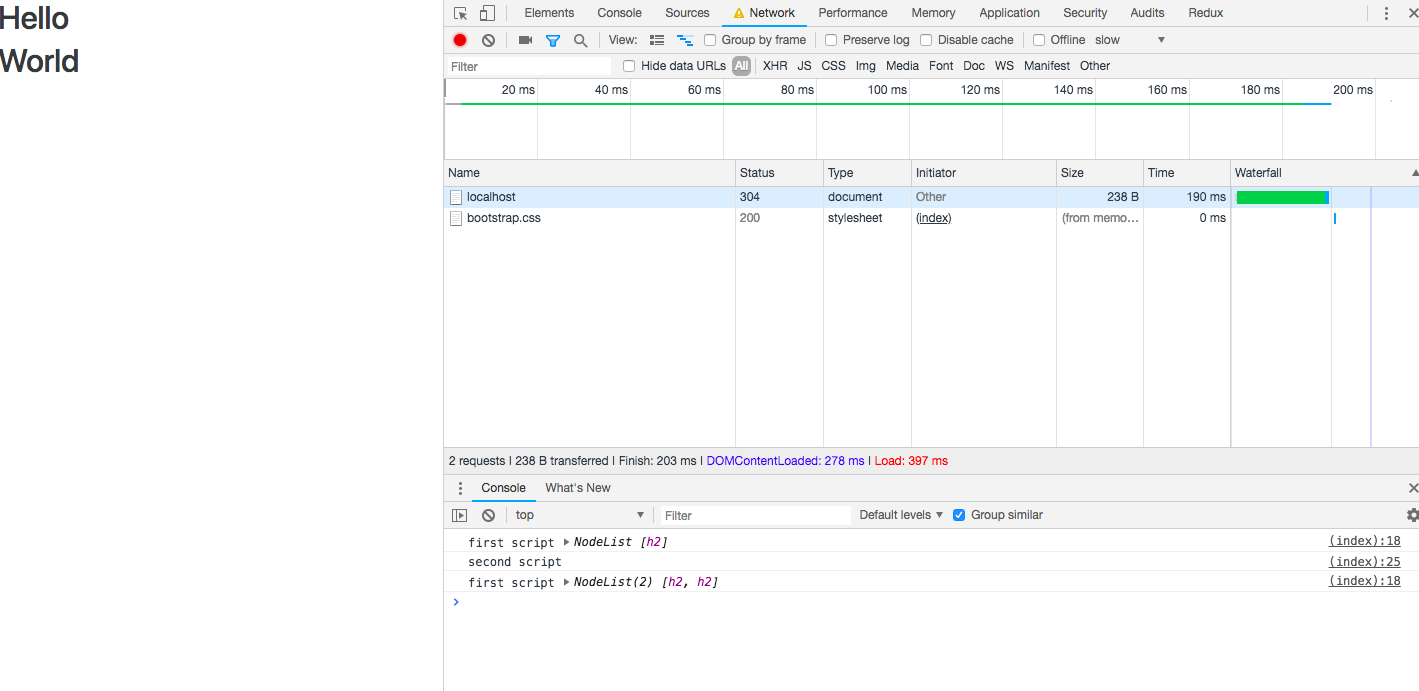 Hello
World
Elements Console Sources Network Performance Memory Application Security Audits Redux
View: Group by frame Preserve log Disable cache Offline slow
Filter Hide data URLs All XHR JS CSS Img Media Font Doc WS Manifest Other
20 ms 40 ms 60 ms 80 ms 100 ms 120 ms 140 ms 160 ms 180 ms 200 ms
Name Status Type Initiator Size Time Waterfall
localhost 304 document Other 238 B 190 ms
bootstrap.css 200 stylesheet (index) (from memo... 0 ms
2 requests | 238 B transferred | Finish: 203 ms | DOMContentLoaded: 278 ms | Load: 397 ms
Console What's New
top Filter Default levels Group similar
first script NodeList [h2] (index):18
second script (index):25
first script NodeList(2) [h2, h2] (index):18